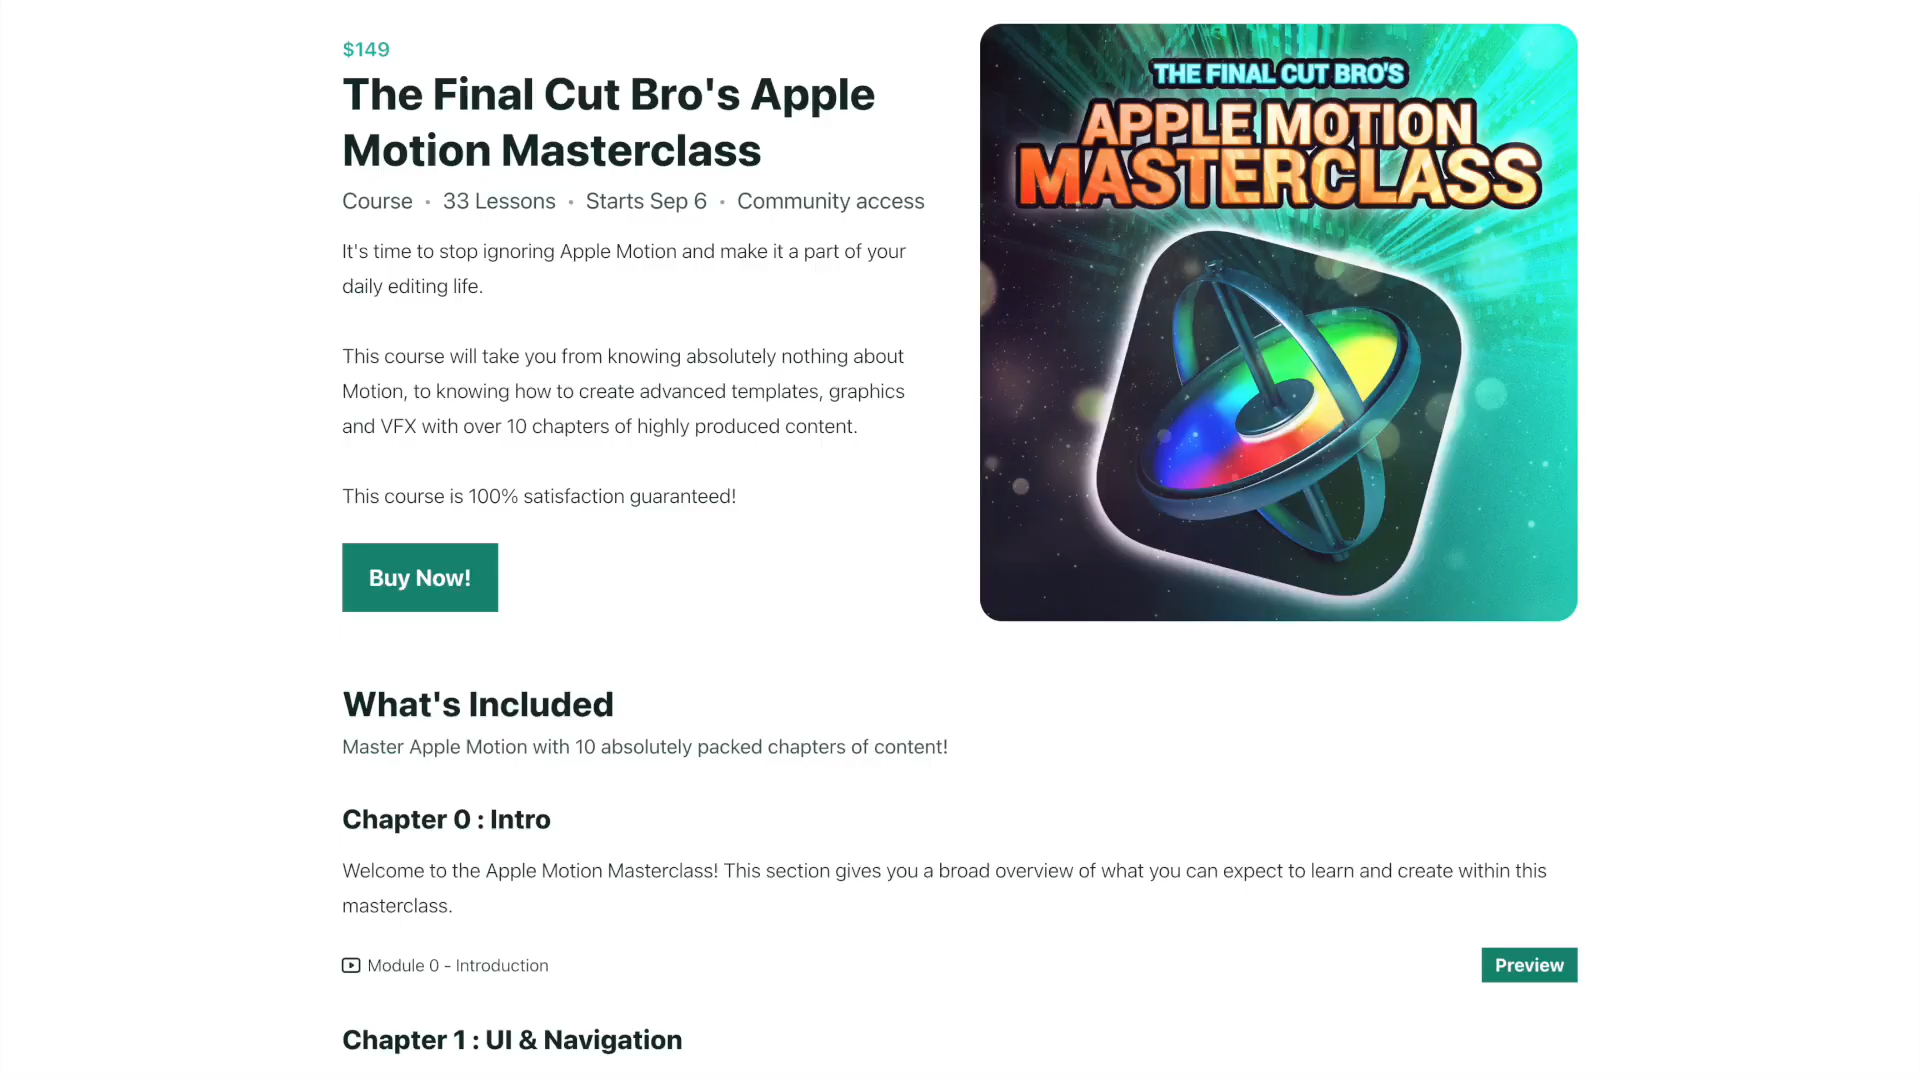 $149
The Final Cut Bro's Apple
Motion Masterclass
Course • 33 Lessons • Starts Sep 6 • Community access
It's time to stop ignoring Apple Motion and make it a part of your
daily editing life.
This course will take you from knowing absolutely nothing about
Motion, to knowing how to create advanced templates, graphics
and VFX with over 10 chapters of highly produced content.
This course is 100% satisfaction guaranteed!
Buy Now!
THE FINAL CUT BRO'S
APPLE MOTION
MASTERCLASS
What's Included
Master Apple Motion with 10 absolutely packed chapters of content!
Chapter 0 : Intro
Welcome to the Apple Motion Masterclass! This section gives you a broad overview of what you can expect to learn and create within this
masterclass.
Module 0 - Introduction
Preview
Chapter 1 : UI & Navigation